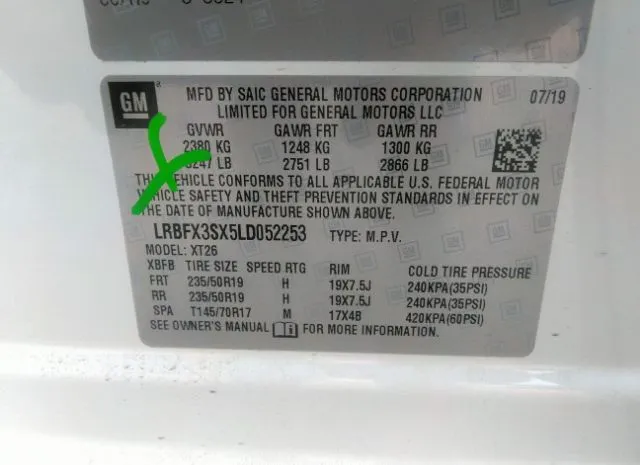 GM
MFD BY SAIC GENERAL MOTORS CORPORATION 07/19
LIMITED FOR GENERAL MOTORS LLC
GVWR GAWR FRT GAWR RR
2380 KG 1248 KG 1300 KG
5247 LB 2751 LB 2866 LB
THIS VEHICLE CONFORMS TO ALL APPLICABLE U.S. FEDERAL MOTOR
VEHICLE SAFETY AND THEFT PREVENTION STANDARDS IN EFFECT ON
THE DATE OF MANUFACTURE SHOWN ABOVE.
LRBFX3SX5LD052253 TYPE: M.P.V.
MODEL: XT26
XBFB TIRE SIZE SPEED RTG RIM COLD TIRE PRESSURE
FRT 235/50R19 H 19X7.5J 240KPA(35PSI)
RR 235/50R19 H 19X7.5J 240KPA(35PSI)
SPA T145/70R17 M 17X4B 420KPA(60PSI)
SEE OWNER'S MANUAL FOR MORE INFORMATION.